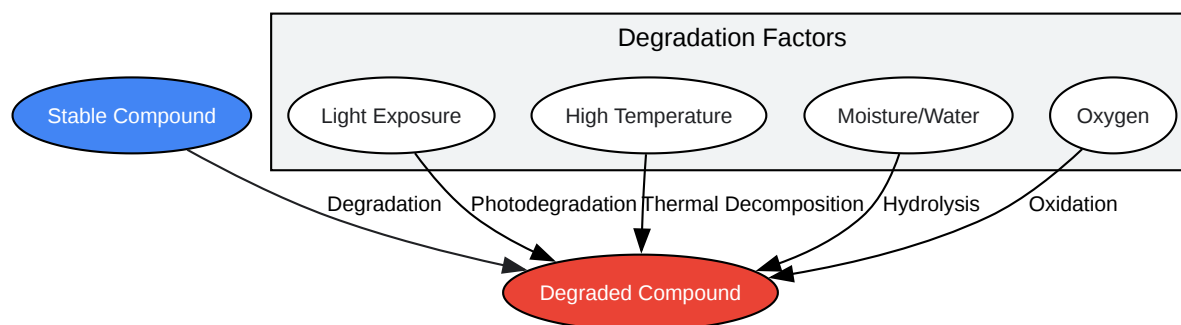 Degradation Factors
Stable Compound
Light Exposure
High Temperature
Moisture/Water
Oxygen
Degradation
Photodegradation
Thermal Decomposition
Hydrolysis
Oxidation
Degraded Compound